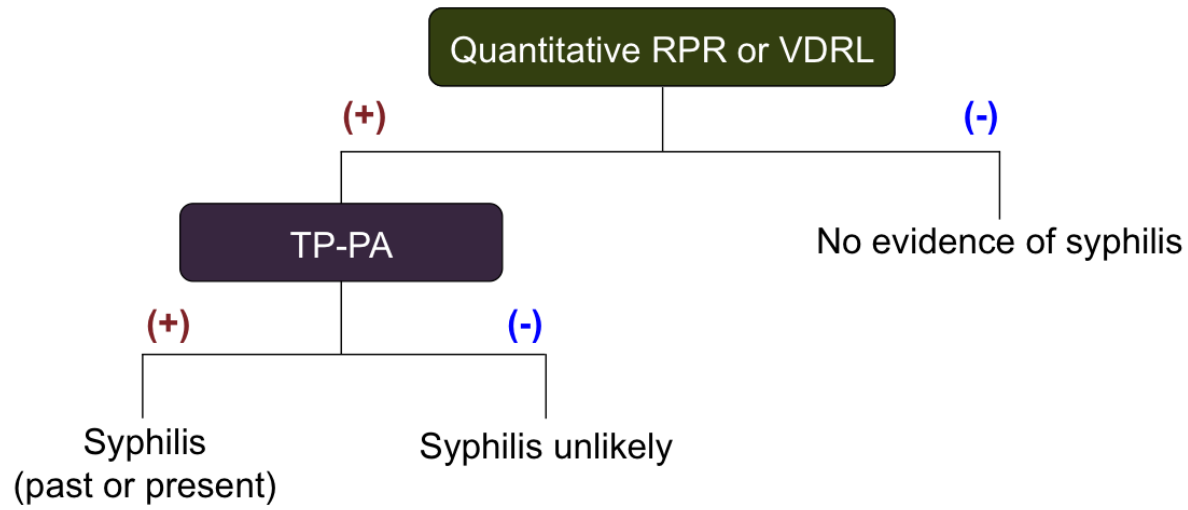 Quantitative RPR or VDRL
(+)
(-)
TP-PA
No evidence of syphilis
(+)
(-)
Syphilis
(past or present)
Syphilis unlikely